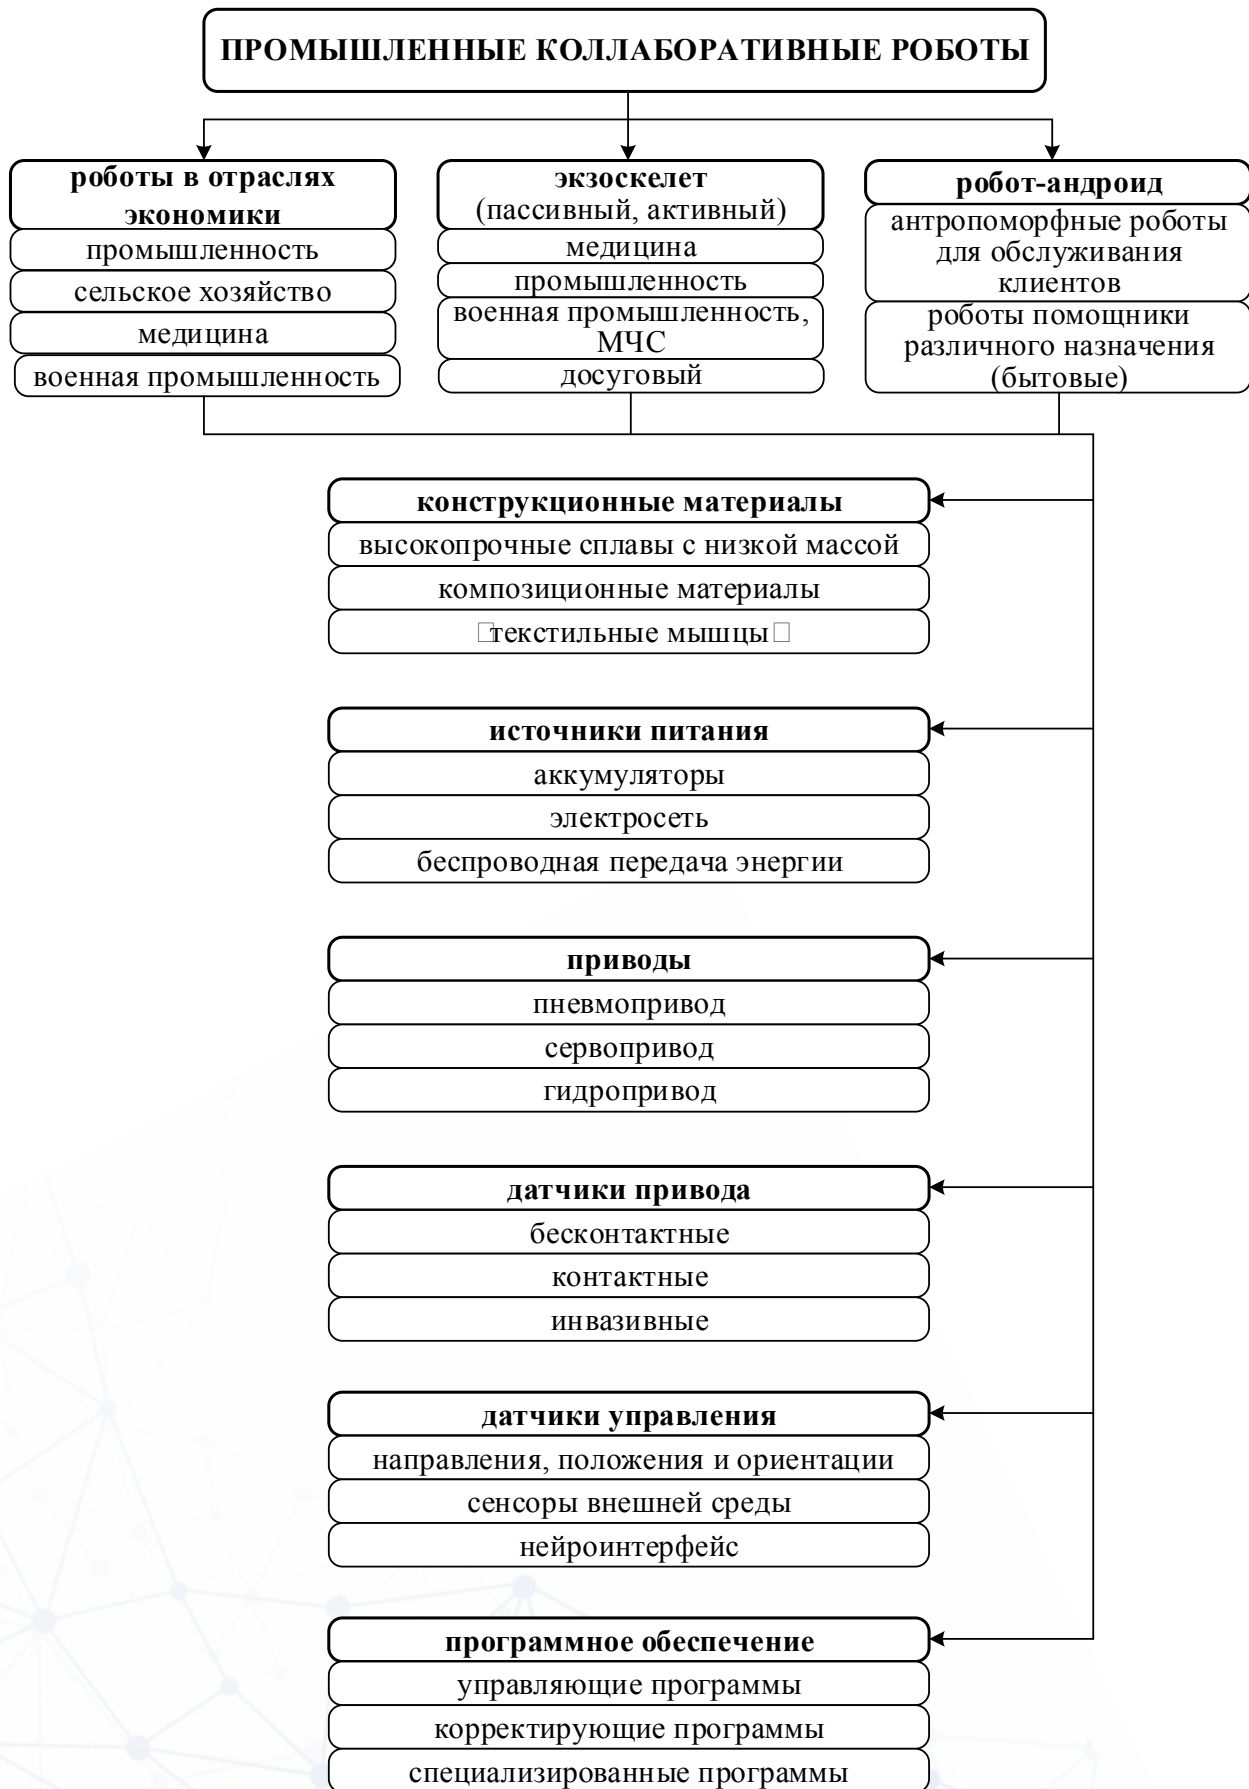 ПРОМЫШЛЕННЫЕ КОЛЛАБОРАТИВНЫЕ РОБОТЫ
роботы в отраслях
экономики
промышленность
сельское хозяйство
медицина
военная промышленность
экзоскелет
(пассивный, активный)
медицина
промышленность
военная промышленность,
МЧС
досуговый
робот-андроид
антропоморфные роботы
для обслуживания
клиентов
роботы помощники
различного назначения
(бытовые)
конструкционные материалы
высокопрочные сплавы с низкой массой
композиционные материалы
□текстильные мышцы□
источники питания
аккумуляторы
электросеть
беспроводная передача энергии
приводы
пневмопривод
сервопривод
гидропривод
датчики привода
бесконтактные
контактные
инвазивные
датчики управления
направления, положения и ориентации
сенсоры внешней среды
нейроинтерфейс
программное обеспечение
управляющие программы
корректирующие программы
специализированные программы